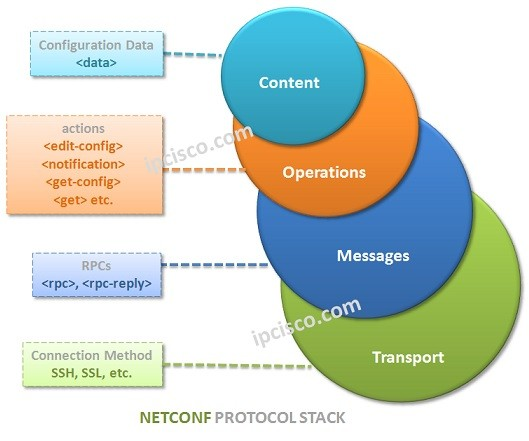 Configuration Data
<data>
Content
actions
<edit-config>
<notification>
<get-config>
<get> etc.
ipcisco.com
Operations
RPCs
<rpc>, <rpc-reply>
Messages
ipcisco.com
Connection Method
SSH, SSL, etc.
Transport
NETCONF PROTOCOL STACK